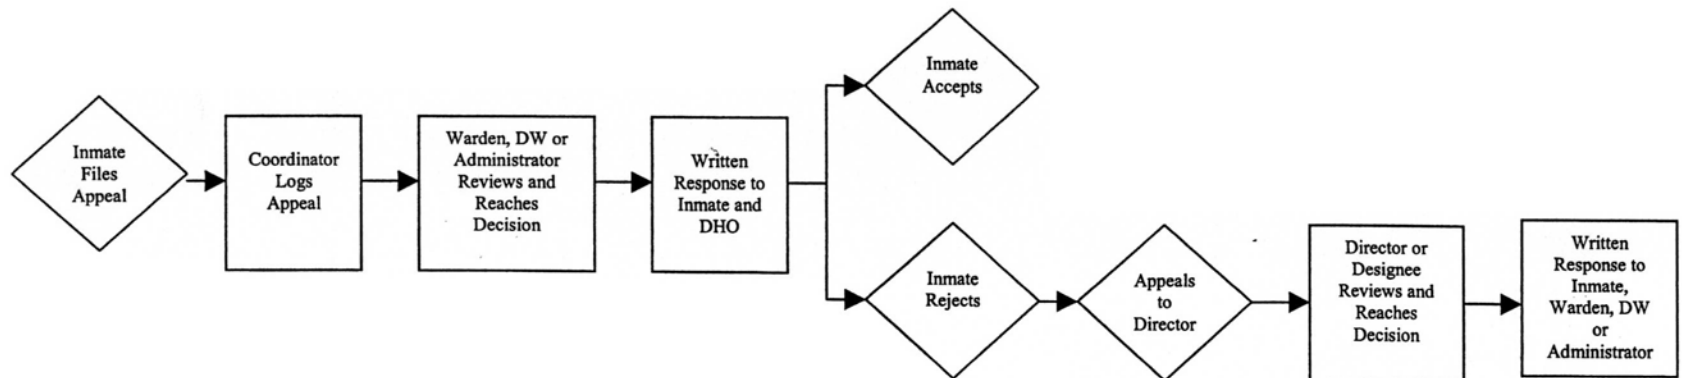 Inmate
Files
Appeal
Coordinator
Logs
Appeal
Warden, DW or
Administrator
Reviews and
Reaches
Decision
Written
Response to
Inmate and
DHO
Inmate
Accepts
Inmate
Rejects
Appeals
to
Director
Director or
Designee
Reviews and
Reaches
Decision
Written
Response to
Inmate,
Warden, DW
or
Administrator